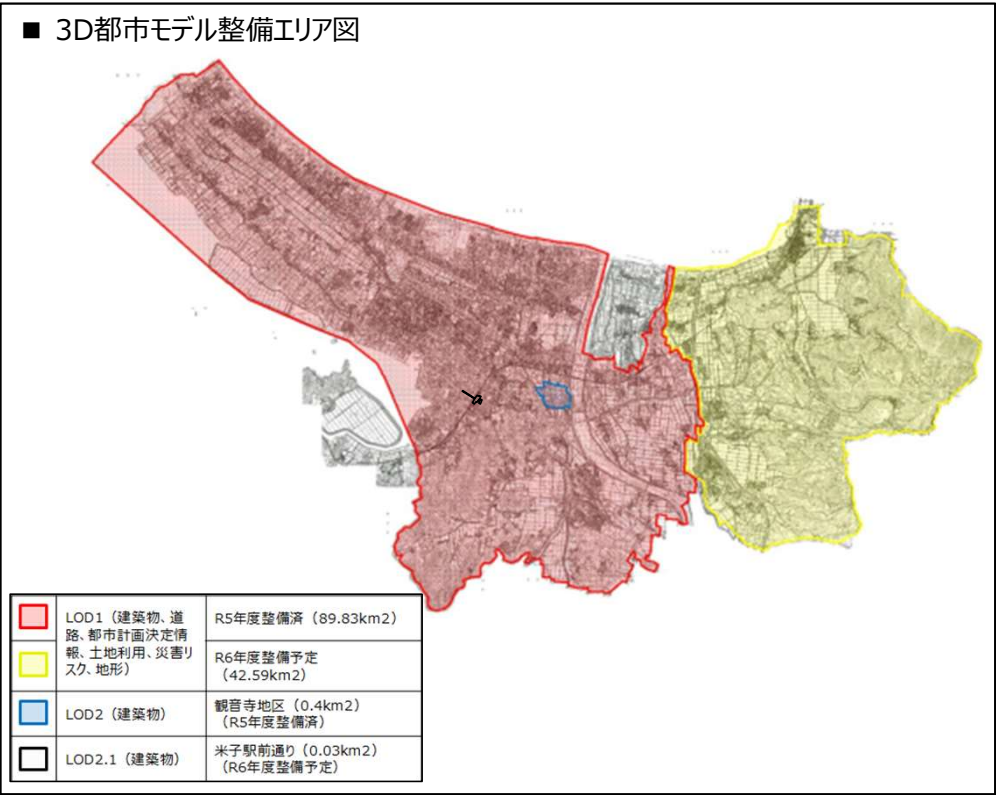 ■ 3D都市モデル整備エリア図
LOD1（建築物、道
路、都市計画決定情
報、土地利用、災害リ
スク、地形）
R5年度整備済（89.83km2）
R6年度整備予定
（42.59km2）
LOD2（建築物）
観音寺地区（0.4km2）
（R5年度整備済）
LOD2.1（建築物）
米子駅前通り（0.03km2）
（R6年度整備予定）